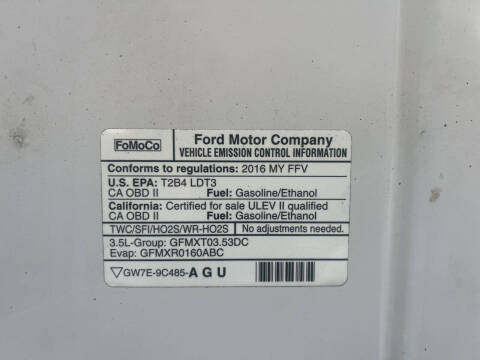 FoMoCo
Ford Motor Company
VEHICLE EMISSION CONTROL INFORMATION
Conforms to regulations: 2016 MY FFV
U.S. EPA: T2B4 LDT3
CA OBD II Fuel: Gasoline/Ethanol
California: Certified for sale ULEV II qualified
CA OBD II Fuel: Gasoline/Ethanol
TWC/SFI/HO2S/WR-HO2S No adjustments needed.
3.5L-Group: GFMXT03.53DC
Evap: GFMXR0160ABC
GW7E-9C485-A G U